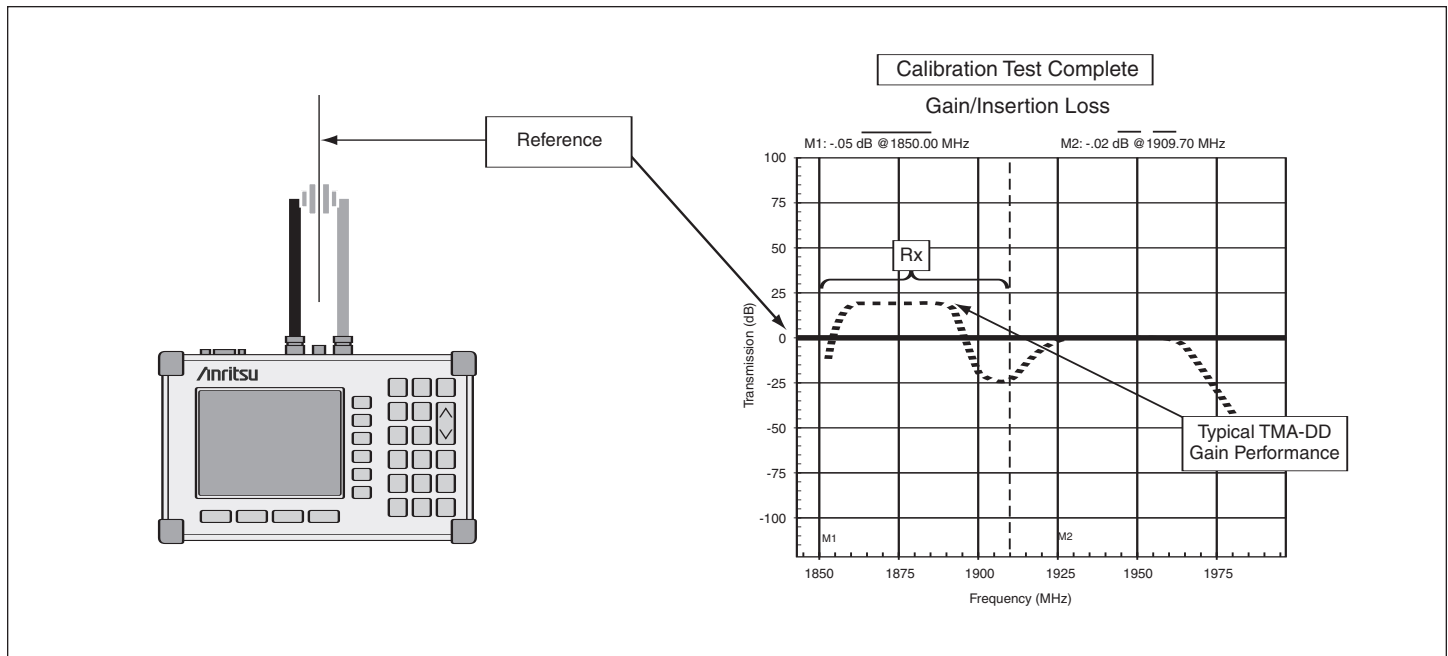 Calibration Test Complete
Gain/Insertion Loss
Reference
M1: -.05 dB @1850.00 MHz
M2: -.02 dB @1909.70 MHz
100
75
50
25
0
-25
-50
-75
-100
Transmission (dB)
Rx
Typical TMA-DD
Gain Performance
M1
M2
1850
1875
1900
1925
1950
1975
Frequency (MHz)
Anritsu